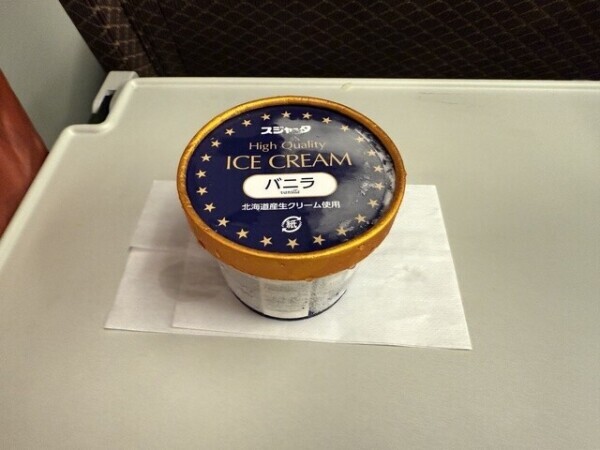 スジャータ
High Quality
ICE CREAM
バニラ
vanilla
北海道産生クリーム使用
紙